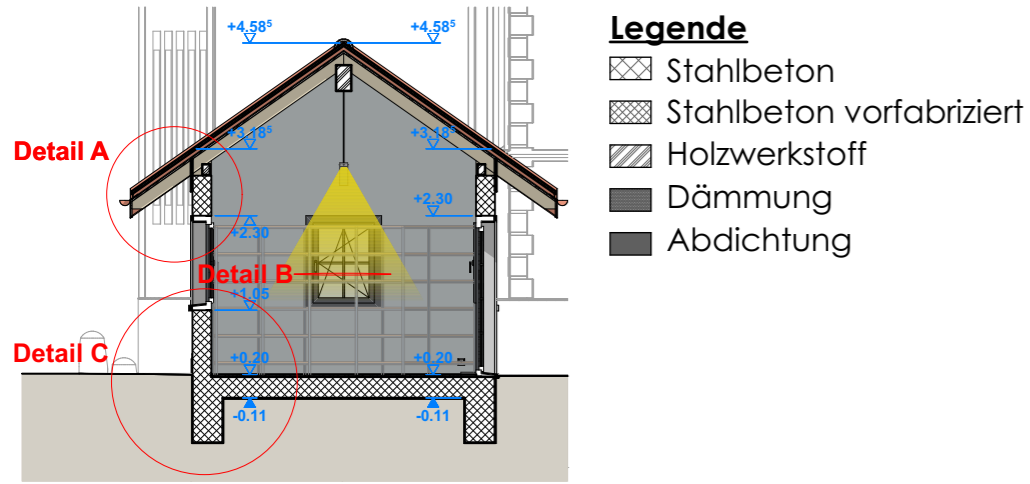 +4.58⁵ +4.58⁵
Legende
Stahlbeton
Stahlbeton vorfabriziert
Holzwerkstoff
Dämmung
Abdichtung
+3.18⁵ +3.18⁵
Detail A
+2.30
+2.30
Detail B
+1.05
Detail C
+0.20 +0.20
-0.11 -0.11